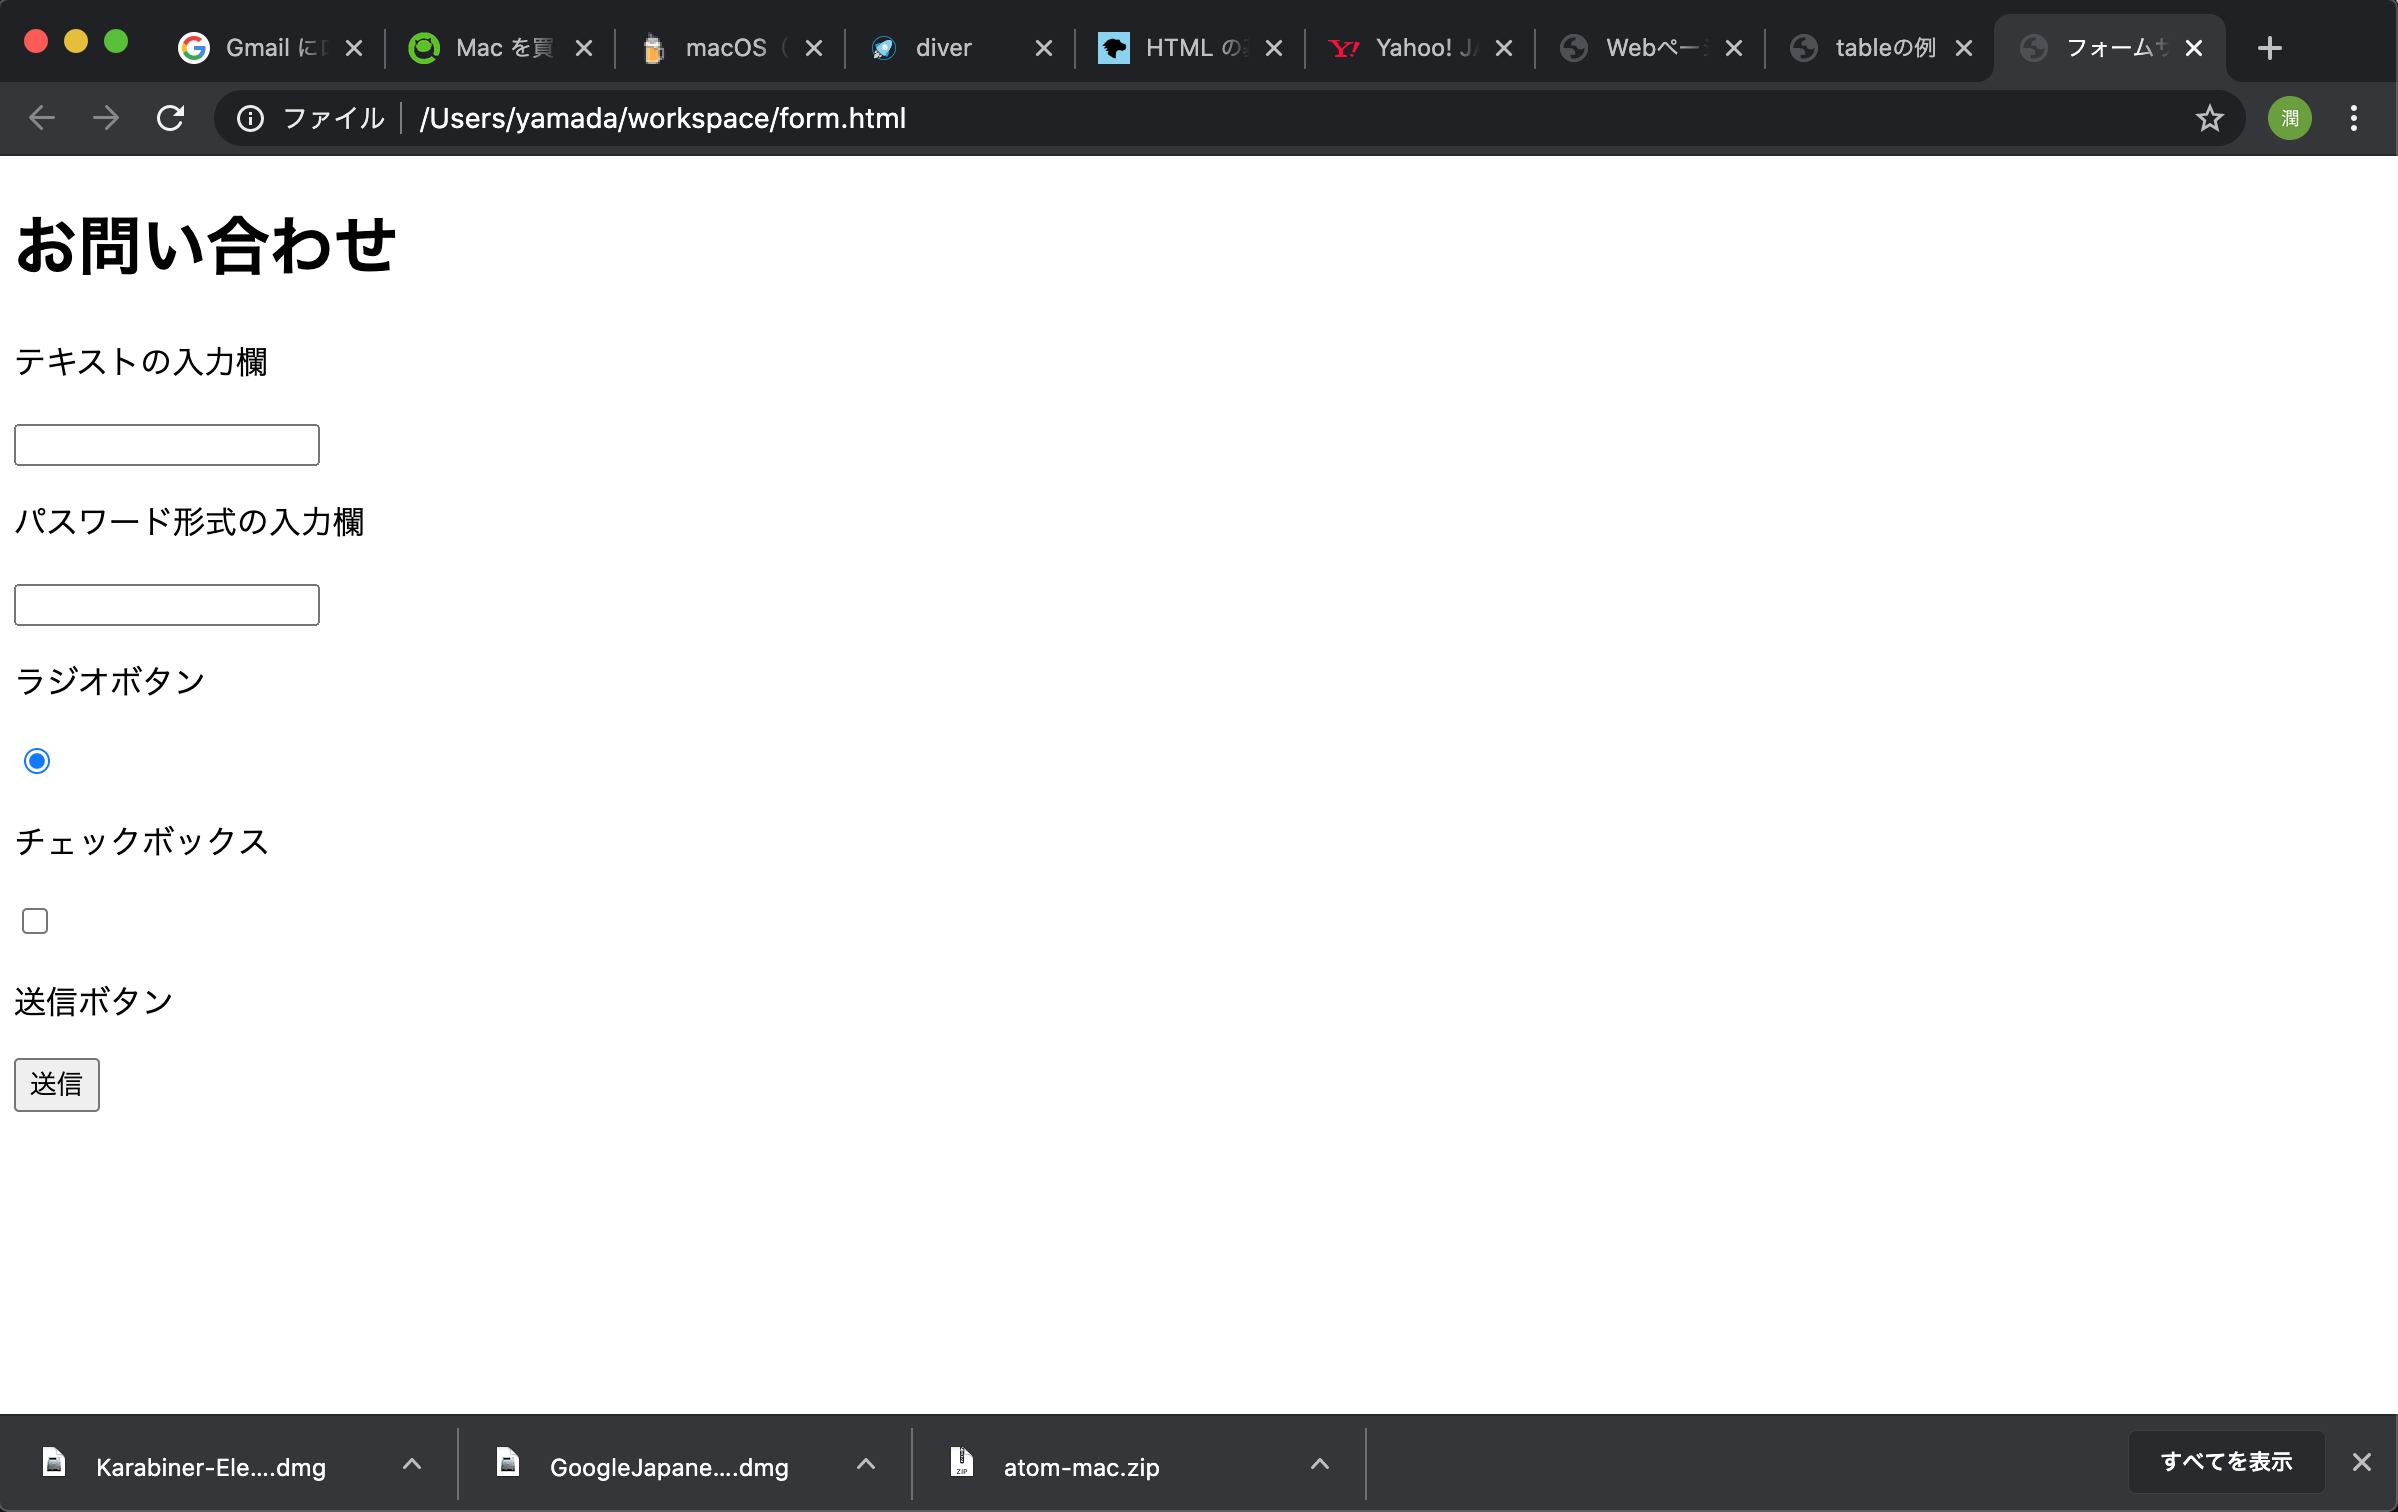 Gmail に
Mac を買
macOS
diver
HTML の
Yahoo! J
Webペー
tableの例
フォームサ
ファイル
/Users/yamada/workspace/form.html
潤
お問い合わせ
テキストの入力欄
パスワード形式の入力欄
ラジオボタン
チェックボックス
送信ボタン
送信
Karabiner-Ele....dmg
GoogleJapane....dmg
ZIP
atom-mac.zip
すべてを表示